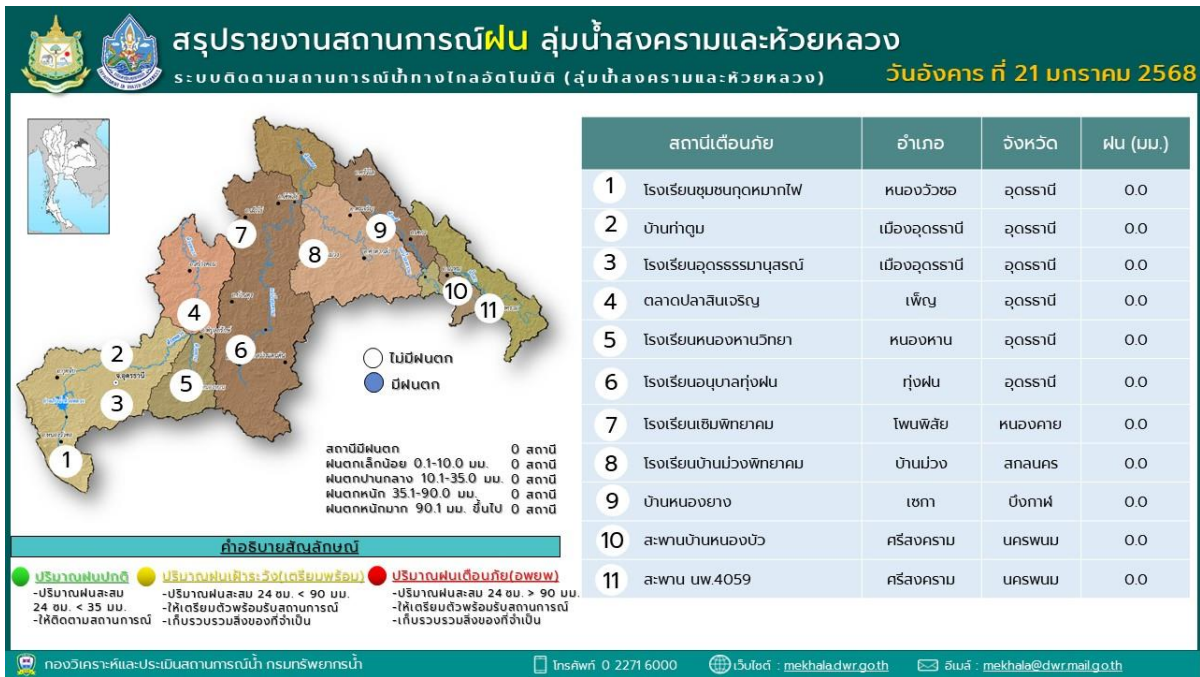 สรุปรายงานสถานการณ์ฝน ลุ่มน้ำสงครามและห้วยหลวง
ระบบติดตามสถานการณ์น้ำทางไกลอัตโนมัติ (ลุ่มน้ำสงครามและห้วยหลวง)
วันอังคาร ที่ 21 มกราคม 2568
สถานีเตือนภัย อำเภอ จังหวัด ฝน (มม.)
1 โรงเรียนชุมชนกุดหมากไฟ หนองวัวซอ อุดรธานี 0.0
2 บ้านท่าตูม เมืองอุดรธานี อุดรธานี 0.0
3 โรงเรียนอุดรธรรมานุสรณ์ เมืองอุดรธานี อุดรธานี 0.0
4 ตลาดปลาสินเจริญ เพ็ญ อุดรธานี 0.0
5 โรงเรียนหนองหานวิทยา หนองหาน อุดรธานี 0.0
6 โรงเรียนอนุบาลทุ่งฝน ทุ่งฝน อุดรธานี 0.0
7 โรงเรียนเซิมพิทยาคม โพนพิสัย หนองคาย 0.0
8 โรงเรียนบ้านม่วงพิทยาคม บ้านม่วง สกลนคร 0.0
9 บ้านหนองยาง เซกา บึงกาฬ 0.0
10 สะพานบ้านหนองบัว ศรีสงคราม นครพนม 0.0
11 สะพาน นพ.4059 ศรีสงคราม นครพนม 0.0
7
8
9
10
11
4
6
2
5
3
1
จ.อุดรธานี
ไม่มีฝนตก
มีฝนตก
สถานีมีฝนตก 0 สถานี
ฝนตกเล็กน้อย 0.1-10.0 มม. 0 สถานี
ฝนตกปานกลาง 10.1-35.0 มม. 0 สถานี
ฝนตกหนัก 35.1-90.0 มม. 0 สถานี
ฝนตกหนักมาก 90.1 มม. ขึ้นไป 0 สถานี
คำอธิบายสัญลักษณ์
ปริมาณฝนปกติ
-ปริมาณฝนสะสม
24 ชม. < 35 มม.
-ให้ติดตามสถานการณ์
ปริมาณฝนเฝ้าระวัง(เตรียมพร้อม)
-ปริมาณฝนสะสม 24 ชม. < 90 มม.
-ให้เตรียมตัวพร้อมรับสถานการณ์
-เก็บรวบรวมสิ่งของที่จำเป็น
ปริมาณฝนเตือนภัย(อพยพ)
-ปริมาณฝนสะสม 24 ชม. > 90 มม.
-ให้เตรียมตัวพร้อมรับสถานการณ์
-เก็บรวบรวมสิ่งของที่จำเป็น
กองวิเคราะห์และประเมินสถานการณ์น้ำ กรมทรัพยากรน้ำ
โทรศัพท์ 0 2271 6000
เว็บไซต์ : mekhala.dwr.go.th
อีเมล์ : mekhala@dwr.mail.go.th